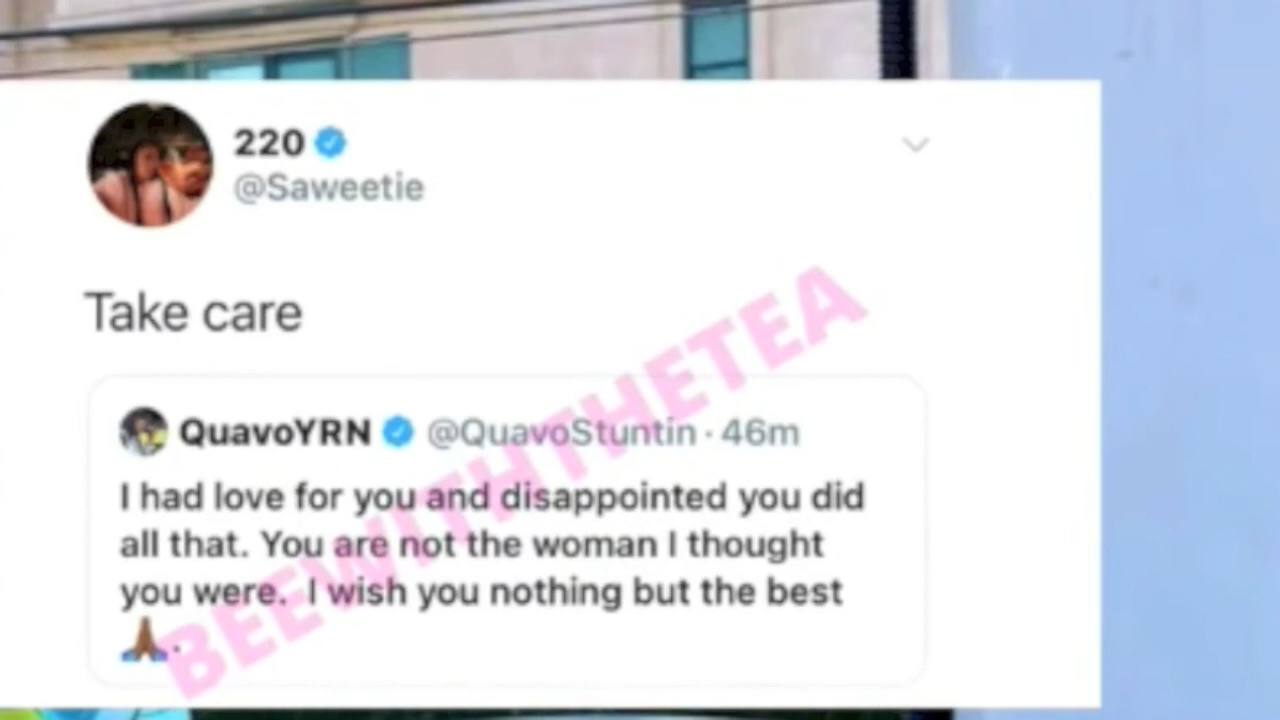 220
@Saweetie
Take care
QuavoYRN @QuavoStuntin · 46m
I had love for you and disappointed you did
all that. You are not the woman I thought
you were. I wish you nothing but the best
🙏🏾.
BEEWITHTHETEA